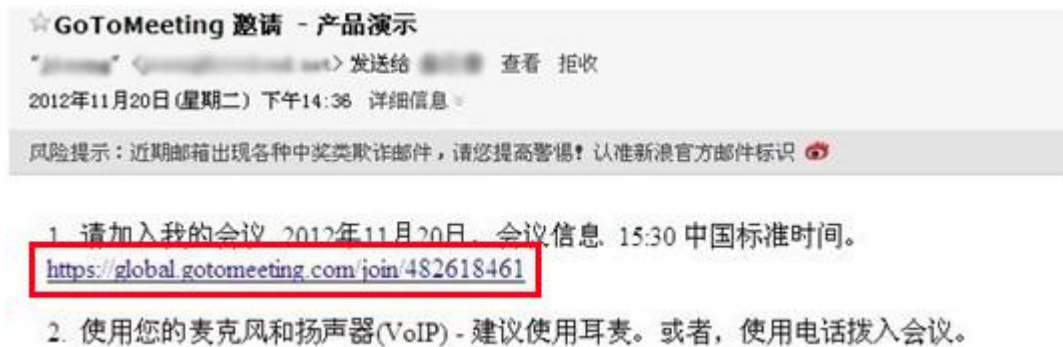 ☆GoToMeeting 邀请 - 产品演示
发送给 查看 拒收
2012年11月20日(星期二) 下午14:36 详细信息
风险提示：近期邮箱出现各种中奖类欺诈邮件，请您提高警惕！认准新浪官方邮件标识
1. 请加入我的会议 2012年11月20日，会议信息 15:30 中国标准时间。
https://global.gotomeeting.com/join/482618461
2. 使用您的麦克风和扬声器(VoIP) - 建议使用耳麦。或者，使用电话拨入会议。